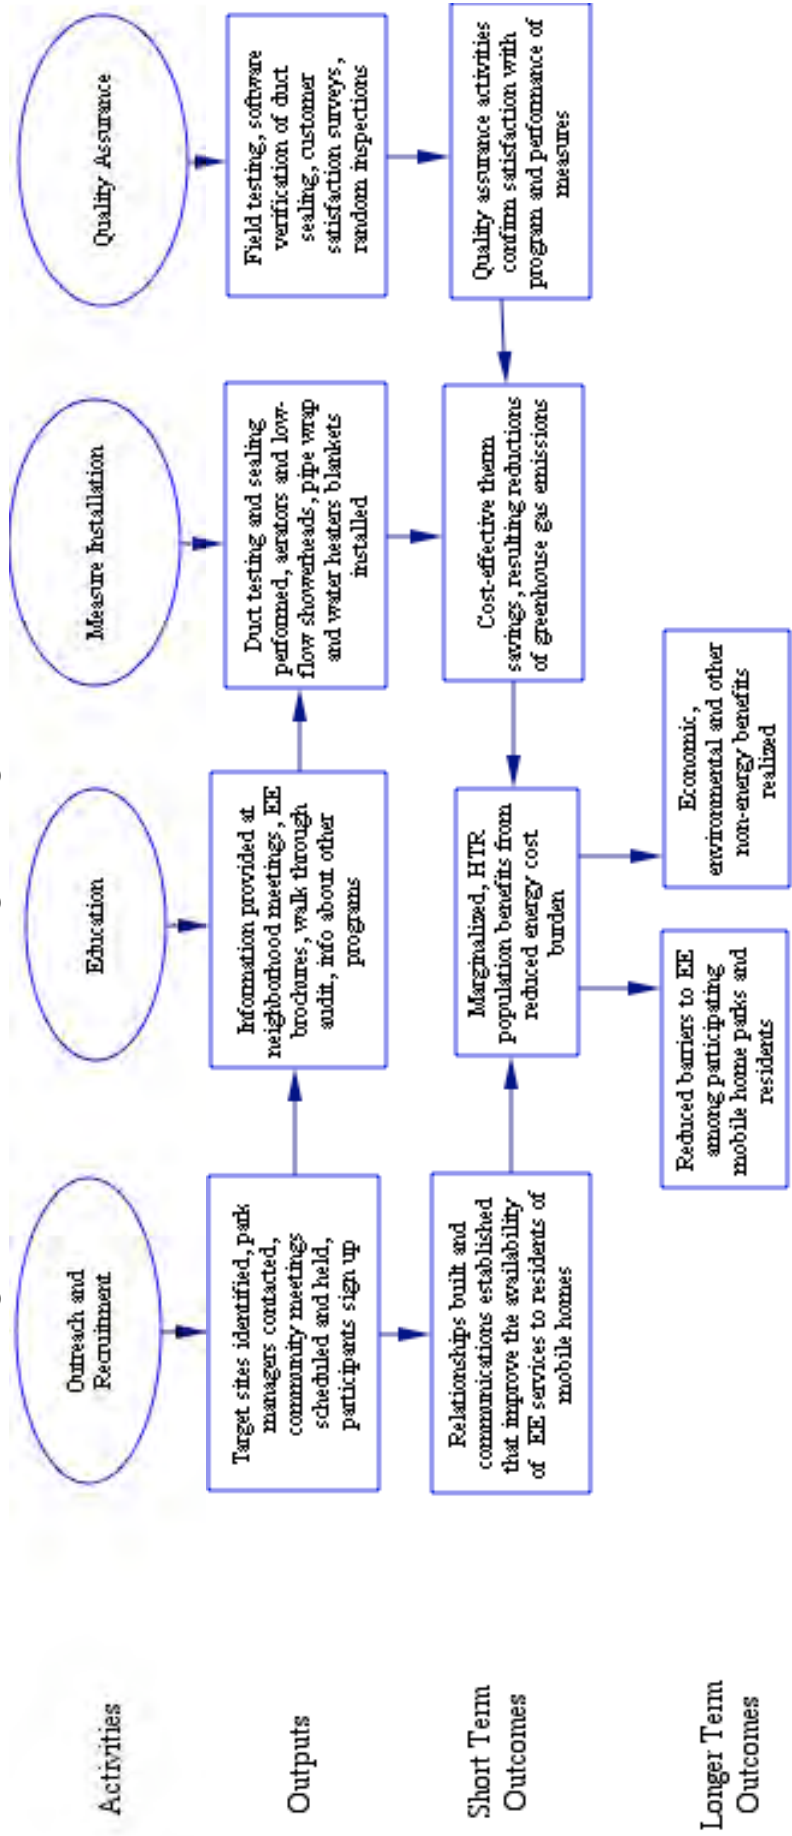 Activities
Outreach and
Recruitment
Education
Measure Installation
Quality Assurance
Outputs
Target sites identified, park
managers contacted,
community meetings
scheduled and held,
participants sign up
Information provided at
neighborhood meetings, EE
brochures, walk through
audit, info about other
programs
Duct testing and sealing
performed, aerators and low-
flow showerheads, pipe wrap
and water heaters blankets
installed
Field testing, software
verification of duct
sealing, customer
satisfaction surveys,
random inspections
Short Term
Outcomes
Relationships built and
communications established
that improve the availability
of EE services to residents of
mobile homes
Marginalized, HTR
population benefits from
reduced energy cost
burden
Cost-effective therm
savings, resulting reductions
of greenhouse gas emissions
Quality assurance activities
confirm satisfaction with
program and performance of
measures
Longer Term
Outcomes
Reduced barriers to EE
among participating
mobile home parks and
residents
Economic,
environmental and other
non-energy benefits
realized